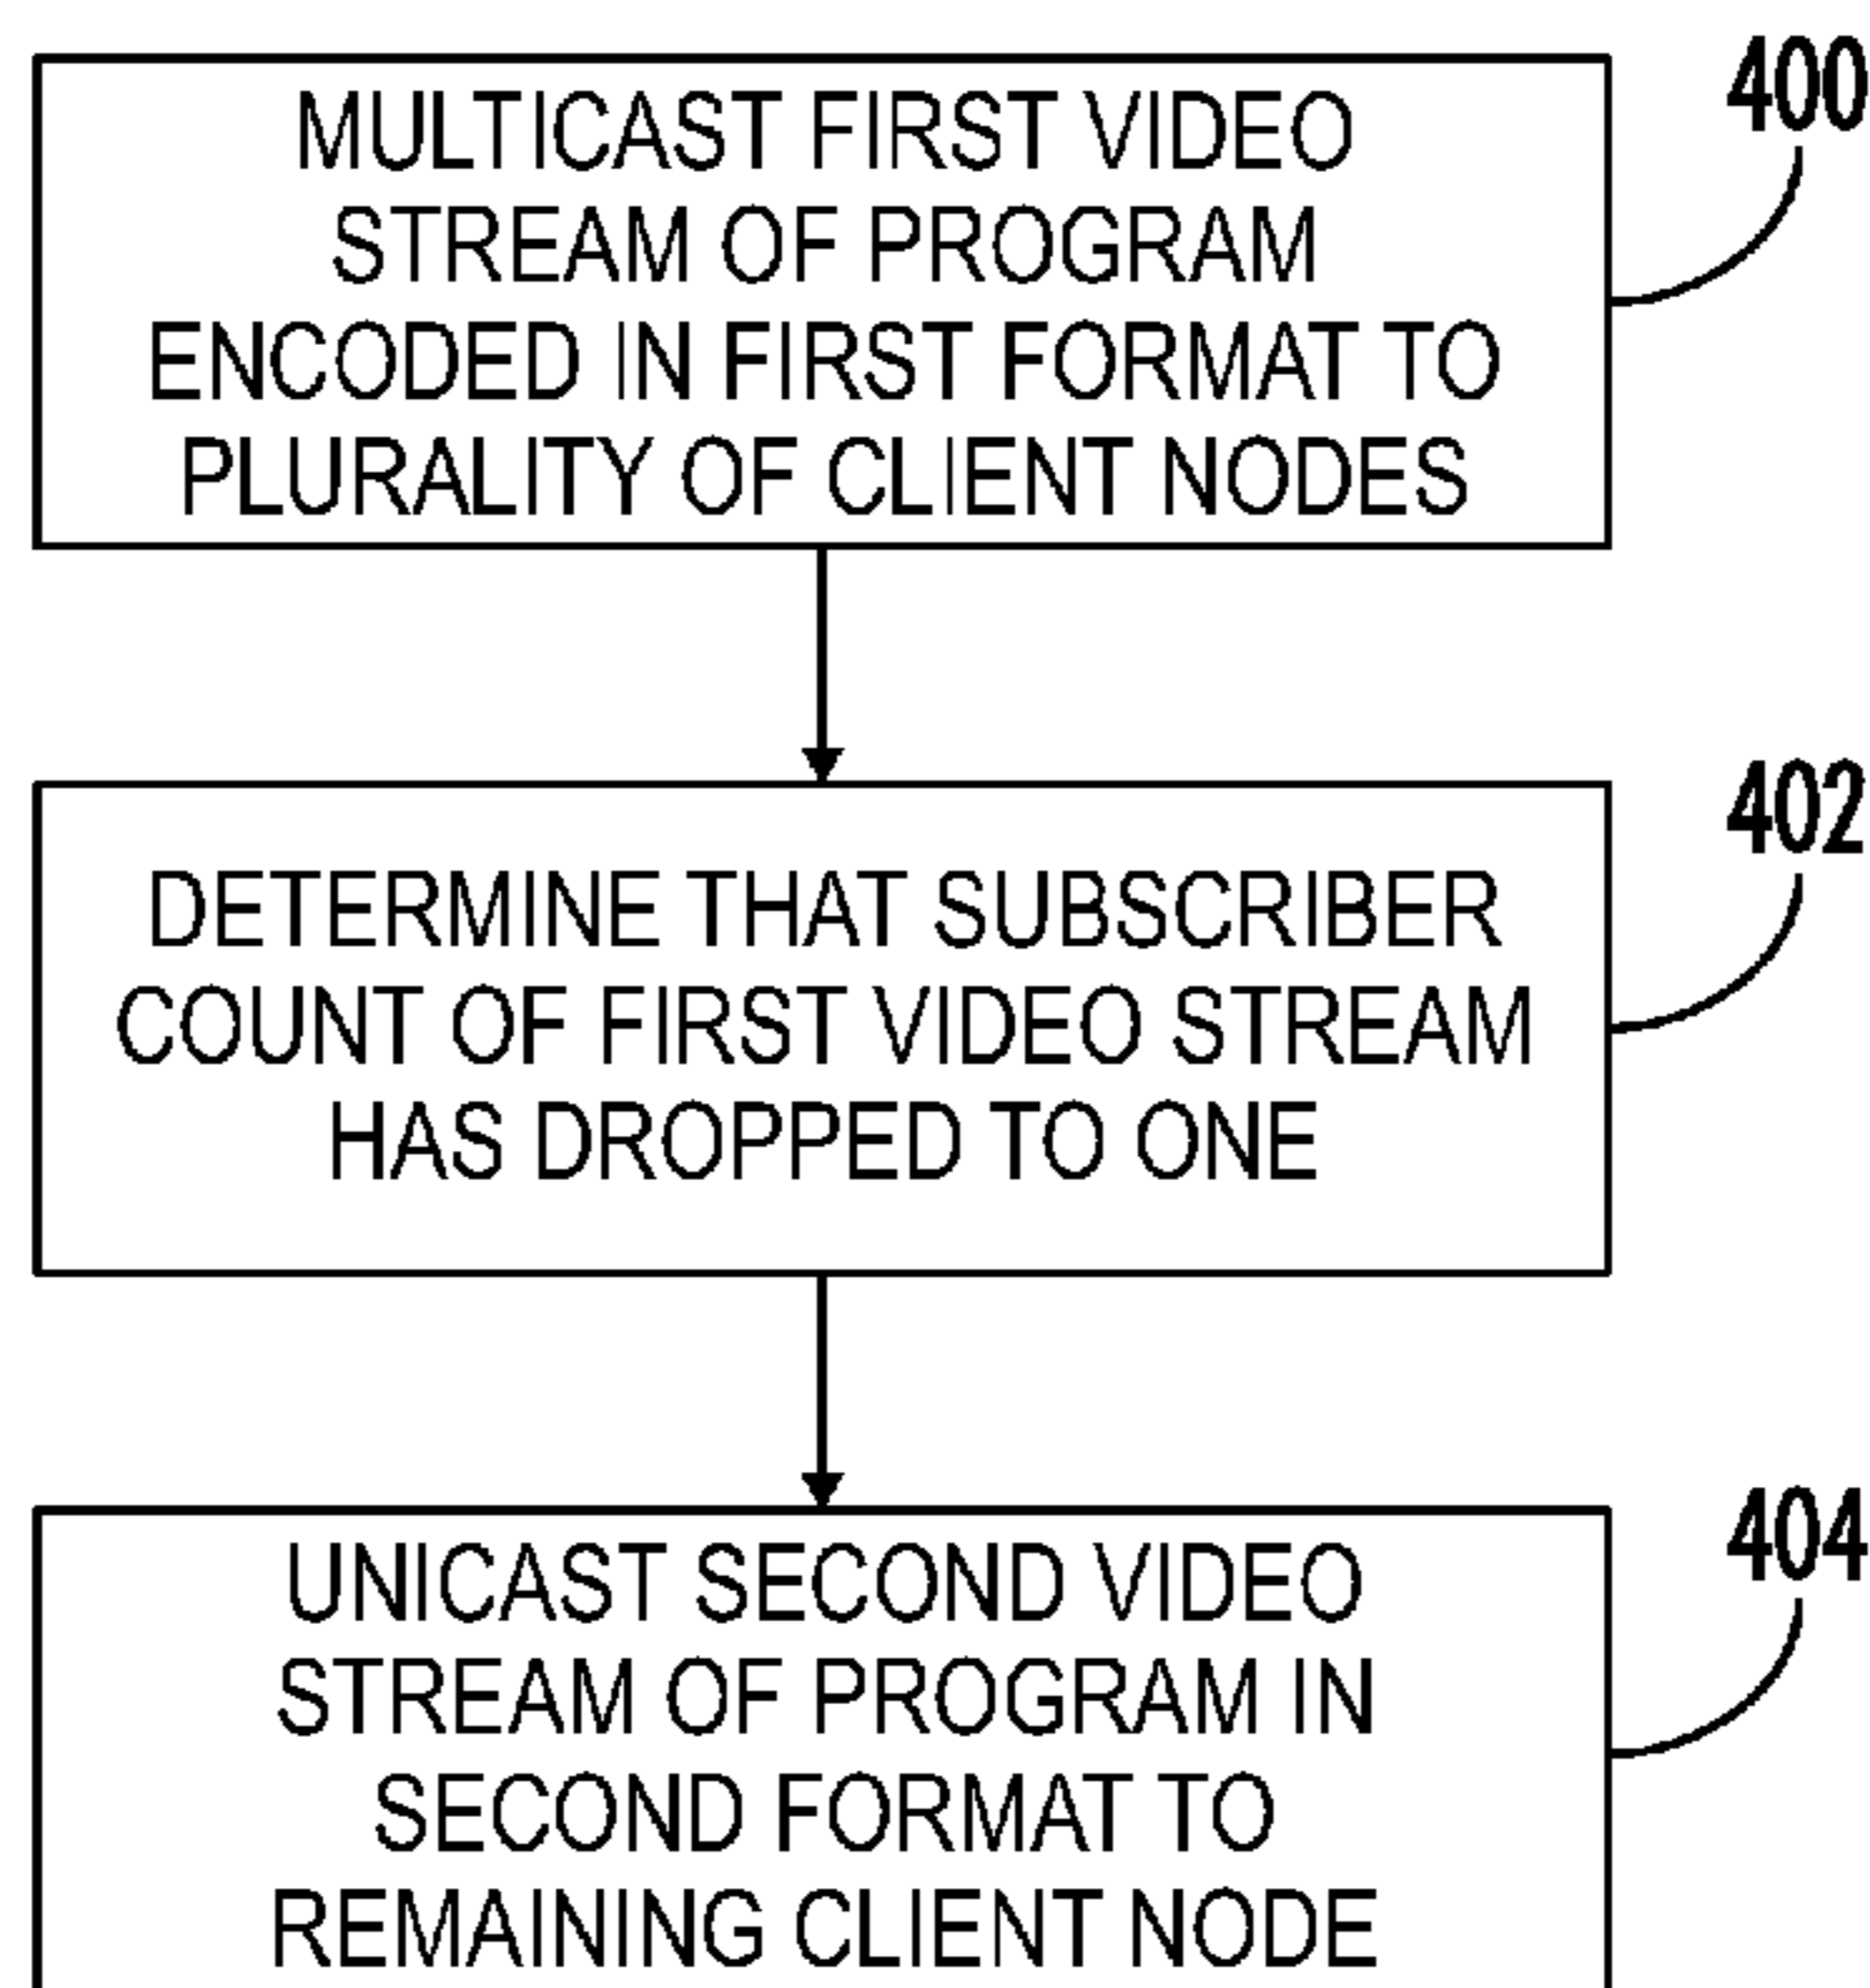 400
MULTICAST FIRST VIDEO
STREAM OF PROGRAM
ENCODED IN FIRST FORMAT TO
PLURALITY OF CLIENT NODES
402
DETERMINE THAT SUBSCRIBER
COUNT OF FIRST VIDEO STREAM
HAS DROPPED TO ONE
404
UNICAST SECOND VIDEO
STREAM OF PROGRAM IN
SECOND FORMAT TO
REMAINING CLIENT NODE